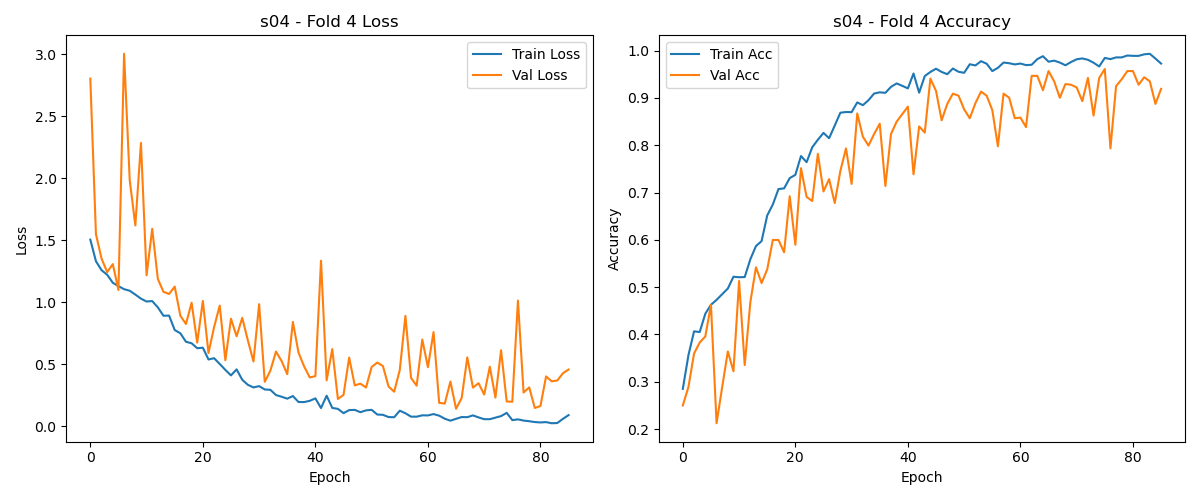 s04 - Fold 4 Loss
Train Loss
Val Loss
3.0
2.5
2.0
1.5
1.0
0.5
0.0
Loss
0
20
40
60
80
Epoch
s04 - Fold 4 Accuracy
Train Acc
Val Acc
1.0
0.9
0.8
0.7
0.6
0.5
0.4
0.3
0.2
Accuracy
0
20
40
60
80
Epoch